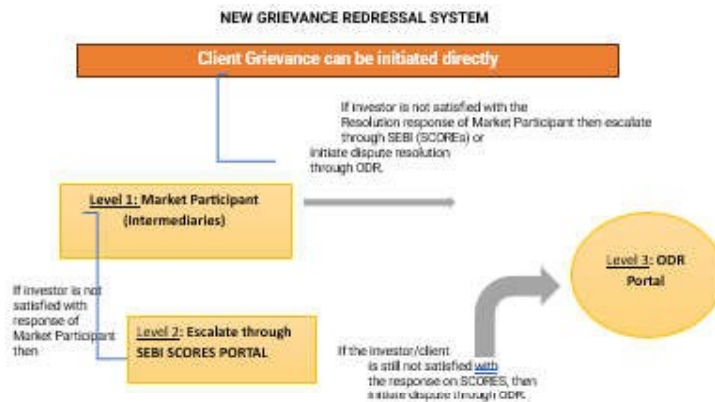 NEW GRIEVANCE REDRESSAL SYSTEM
Client Grievance can be initiated directly
If investor is not satisfied with the
Resolution response of Market Participant then escalate
through SEBI (SCOREs) or
initiate dispute resolution
through ODR.
Level 1: Market Participant
(Intermediaries)
Level 3: ODR
Portal
If investor is not
satisfied with
response of
Market Participant
then
Level 2: Escalate through
SEBI SCORES PORTAL
If the Investor/client
is still not satisfied with
the response on SCORES, then
initiate dispute through ODR.